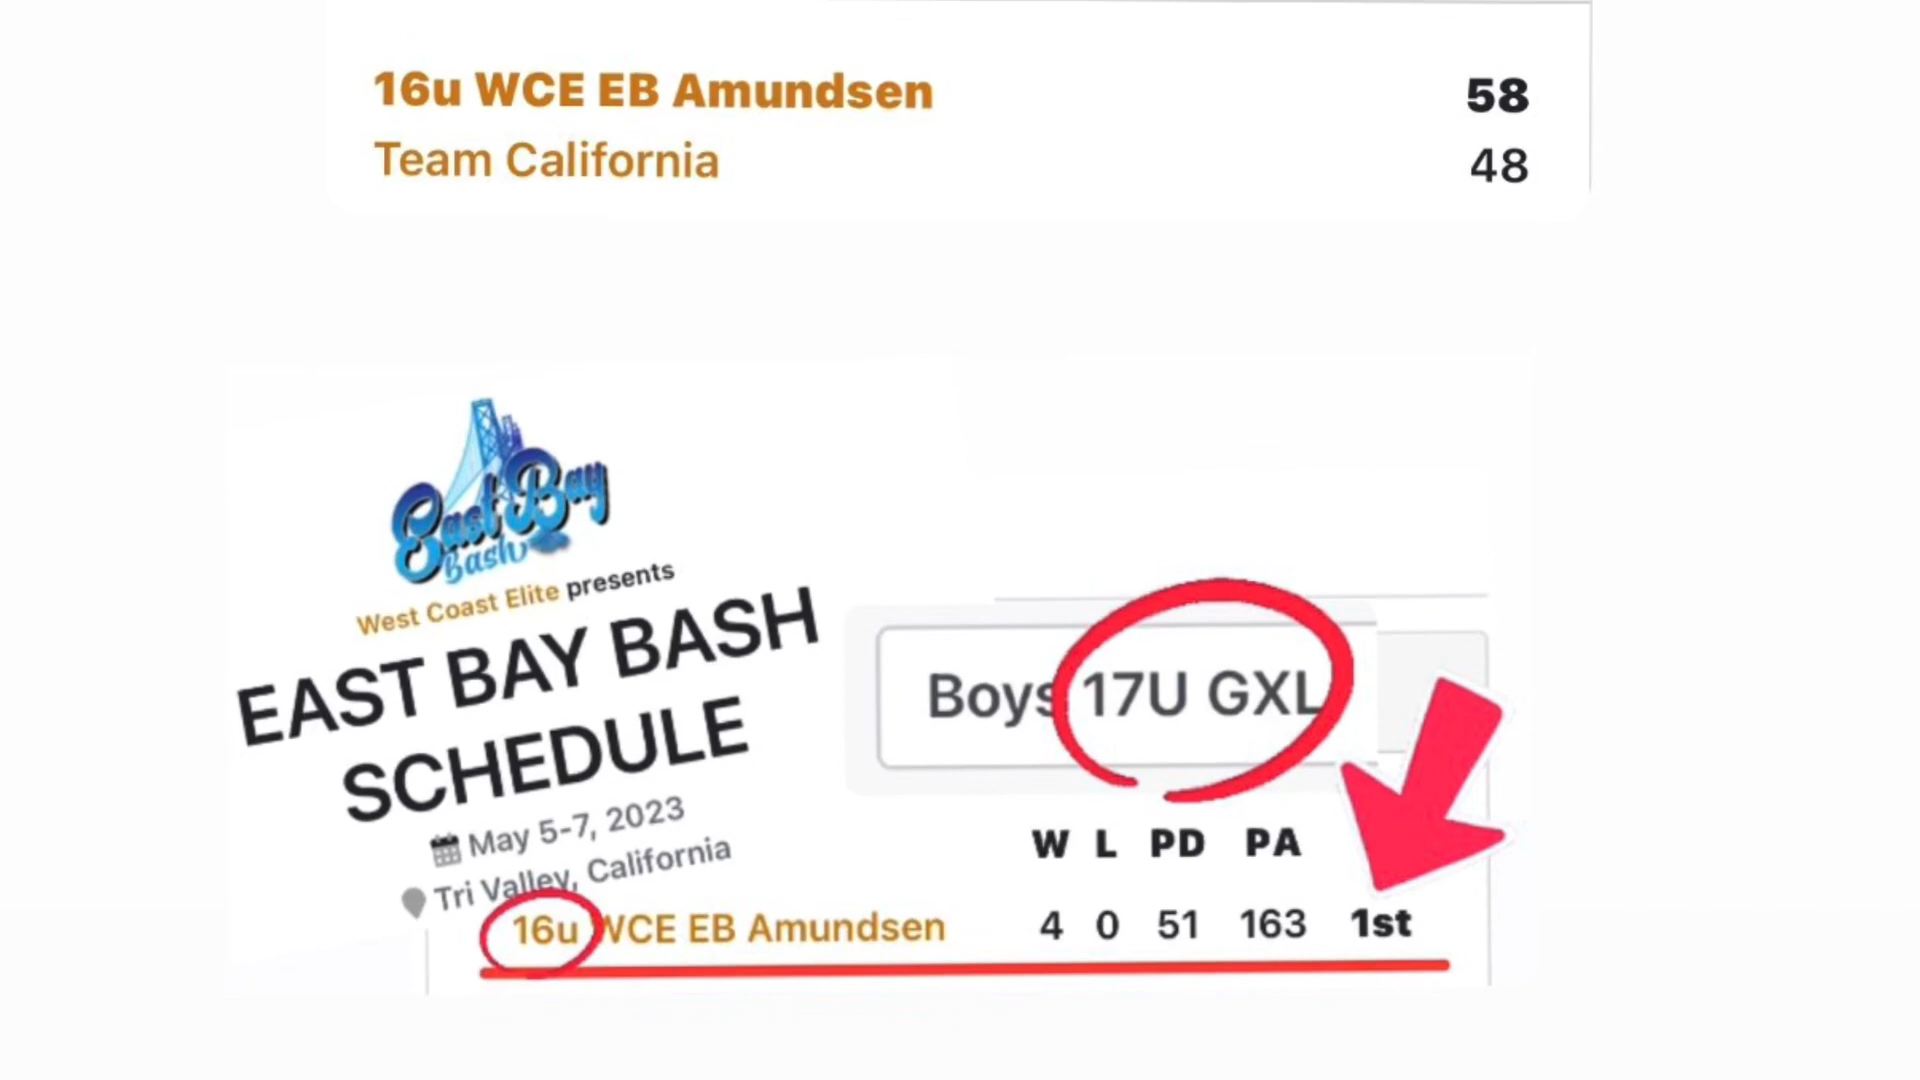 16u WCE EB Amundsen 58
Team California 48
East Bay
Bash
West Coast Elite presents
EAST BAY BASH
SCHEDULE
May 5-7, 2023
Tri Valley, California
Boys 17U GXL
W L PD PA
16u WCE EB Amundsen 4 0 51 163 1st